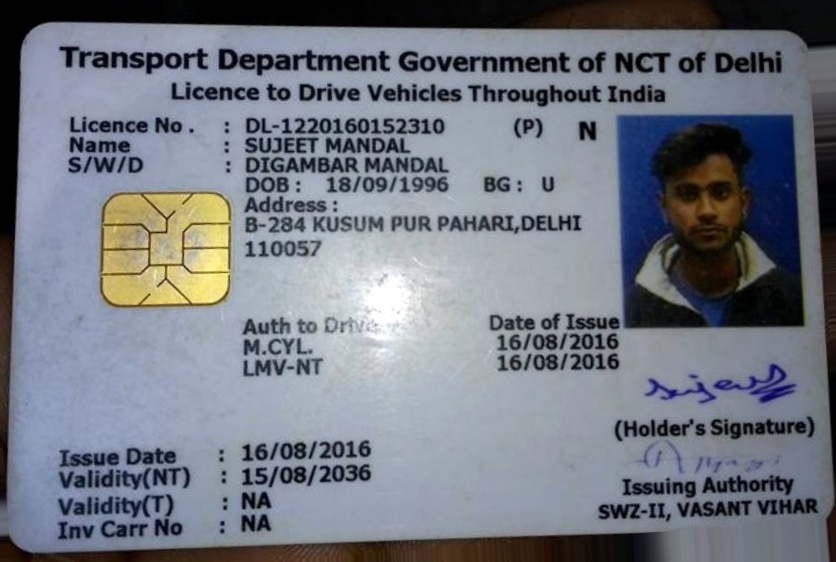 Transport Department Government of NCT of Delhi
Licence to Drive Vehicles Throughout India
Licence No . : DL-1220160152310 (P) N
Name : SUJEET MANDAL
S/W/D : DIGAMBAR MANDAL
DOB : 18/09/1996 BG : U
Address :
B-284 KUSUM PUR PAHARI,DELHI
110057
Auth to Drive Date of Issue
M.CYL. 16/08/2016
LMV-NT 16/08/2016
(Holder's Signature)
Issue Date : 16/08/2016
Validity(NT) : 15/08/2036
Validity(T) : NA
Inv Carr No : NA
Issuing Authority
SWZ-II, VASANT VIHAR